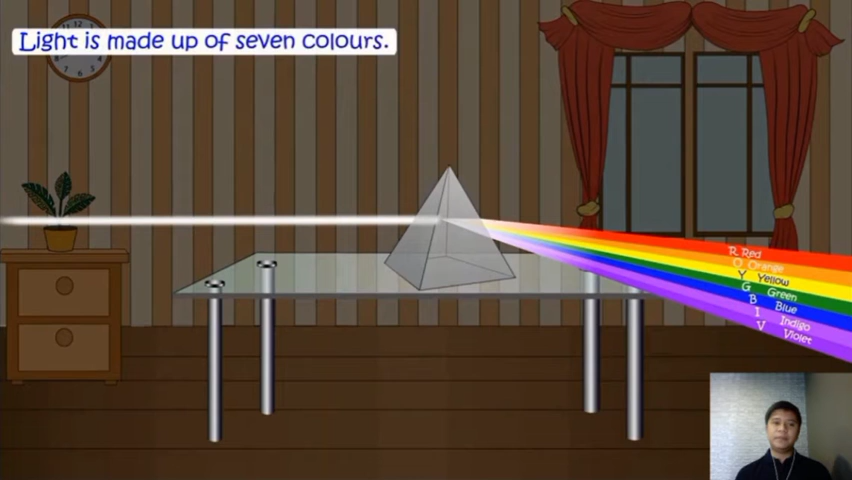 Light is made up of seven colours.
R Red
O Orange
Y Yellow
G Green
B Blue
I Indigo
V Violet